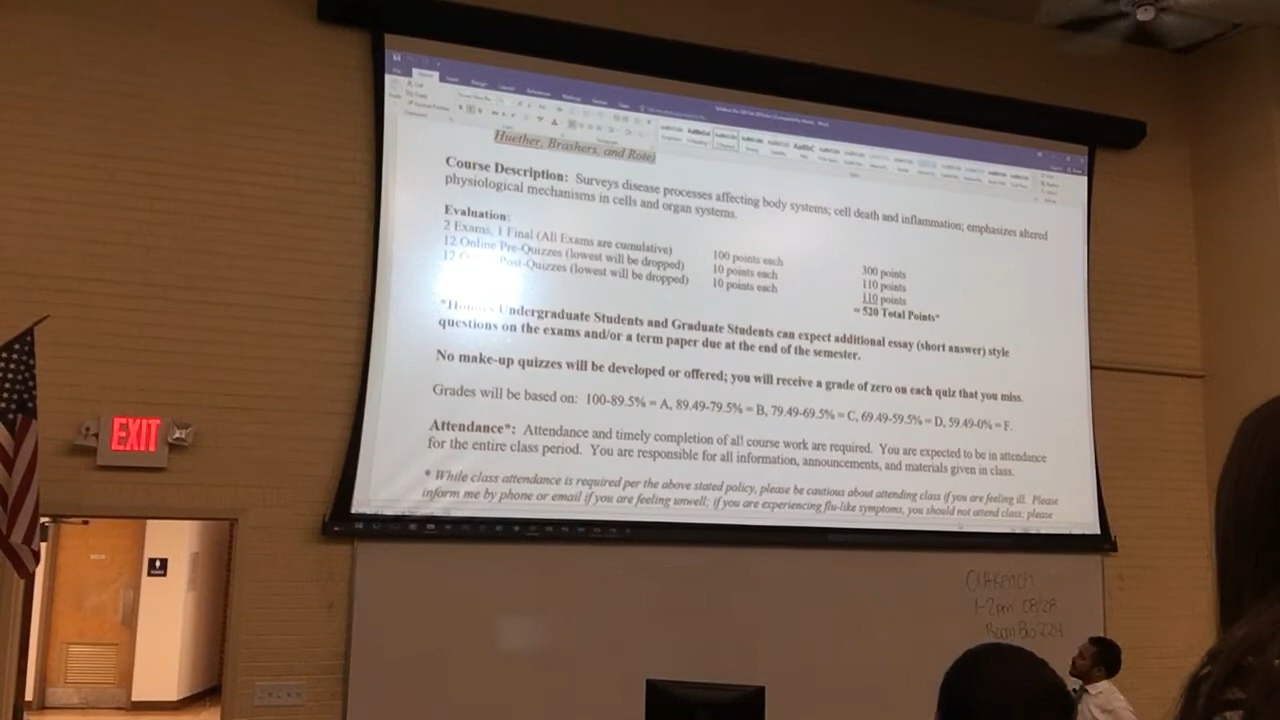 Huether, Brashers, and Rote)
Course Description: Surveys disease processes affecting body systems; cell death and inflammation; emphasizes altered
physiological mechanisms in cells and organ systems.
Evaluation:
2 Exams, 1 Final (All Exams are cumulative) 100 points each 300 points
12 Online Pre-Quizzes (lowest will be dropped) 10 points each 110 points
12 Post-Quizzes (lowest will be dropped) 10 points each 110 points
= 520 Total Points*
Undergraduate Students and Graduate Students can expect additional essay (short answer) style
questions on the exams and/or a term paper due at the end of the semester.
No make-up quizzes will be developed or offered; you will receive a grade of zero on each quiz that you miss.
Grades will be based on: 100-89.5% = A, 89.49-79.5% = B, 79.49-69.5% = C, 69.49-59.5% = D, 59.49-0% = F.
Attendance*: Attendance and timely completion of all course work are required. You are expected to be in attendance
for the entire class period. You are responsible for all information, announcements, and materials given in class.
* While class attendance is required per the above stated policy, please be cautious about attending class if you are feeling ill. Please
inform me by phone or email if you are feeling unwell; if you are experiencing flu-like symptoms, you should not attend class; please
EXIT
1-2pm 08/28
Room Bio 224